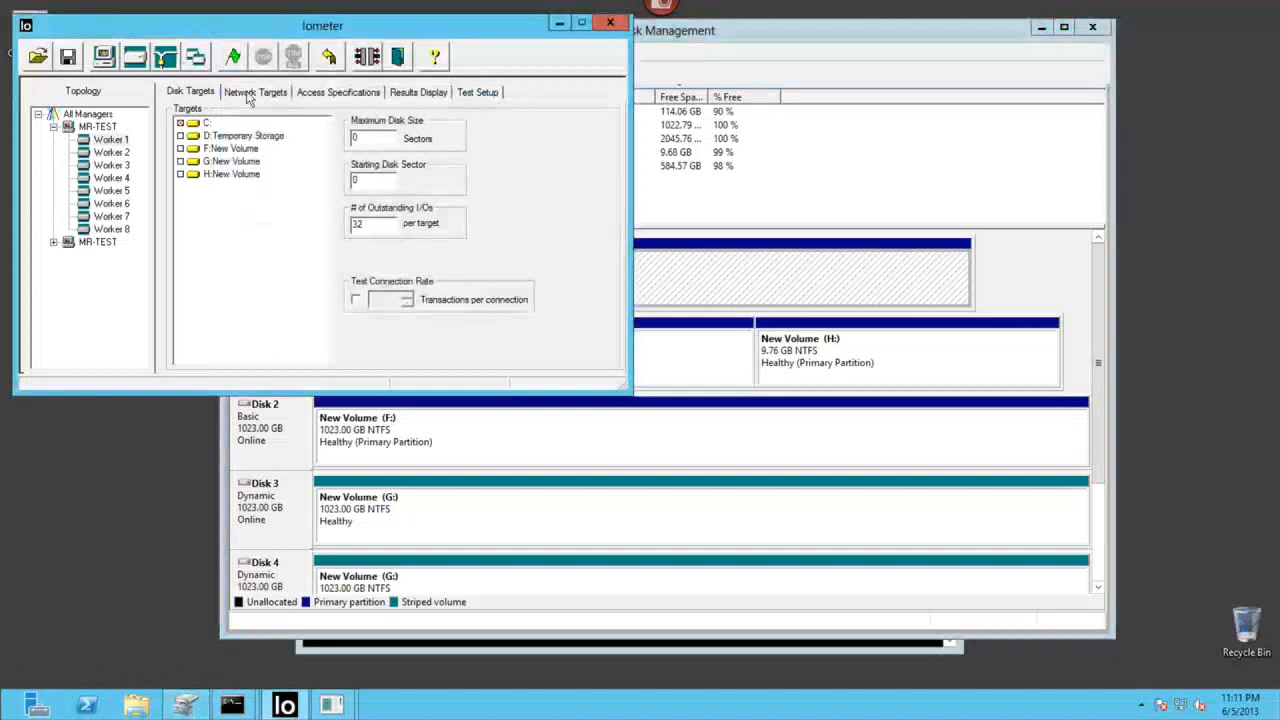 Iometer
Topology
All Managers
MR-TEST
Worker 1
Worker 2
Worker 3
Worker 4
Worker 5
Worker 6
Worker 7
Worker 8
MR-TEST
Disk Targets
Network Targets
Access Specifications
Results Display
Test Setup
Targets
C:
D:Temporary Storage
F:New Volume
G:New Volume
H:New Volume
Maximum Disk Size
0 Sectors
Starting Disk Sector
0
# of Outstanding I/Os
32 per target
Test Connection Rate
Transactions per connection
sk Management
Free Spa... % Free
114.06 GB 90 %
1022.79 ... 100 %
2045.76 ... 100 %
9.68 GB 99 %
584.57 GB 98 %
New Volume (H:)
9.76 GB NTFS
Healthy (Primary Partition)
Disk 2
Basic
1023.00 GB
Online
New Volume (F:)
1023.00 GB NTFS
Healthy (Primary Partition)
Disk 3
Dynamic
1023.00 GB
Online
New Volume (G:)
1023.00 GB NTFS
Healthy
Disk 4
Dynamic
1023.00 GB
New Volume (G:)
1023.00 GB NTFS
Unallocated Primary partition Striped volume
Recycle Bin
Io
11:11 PM
6/5/2013